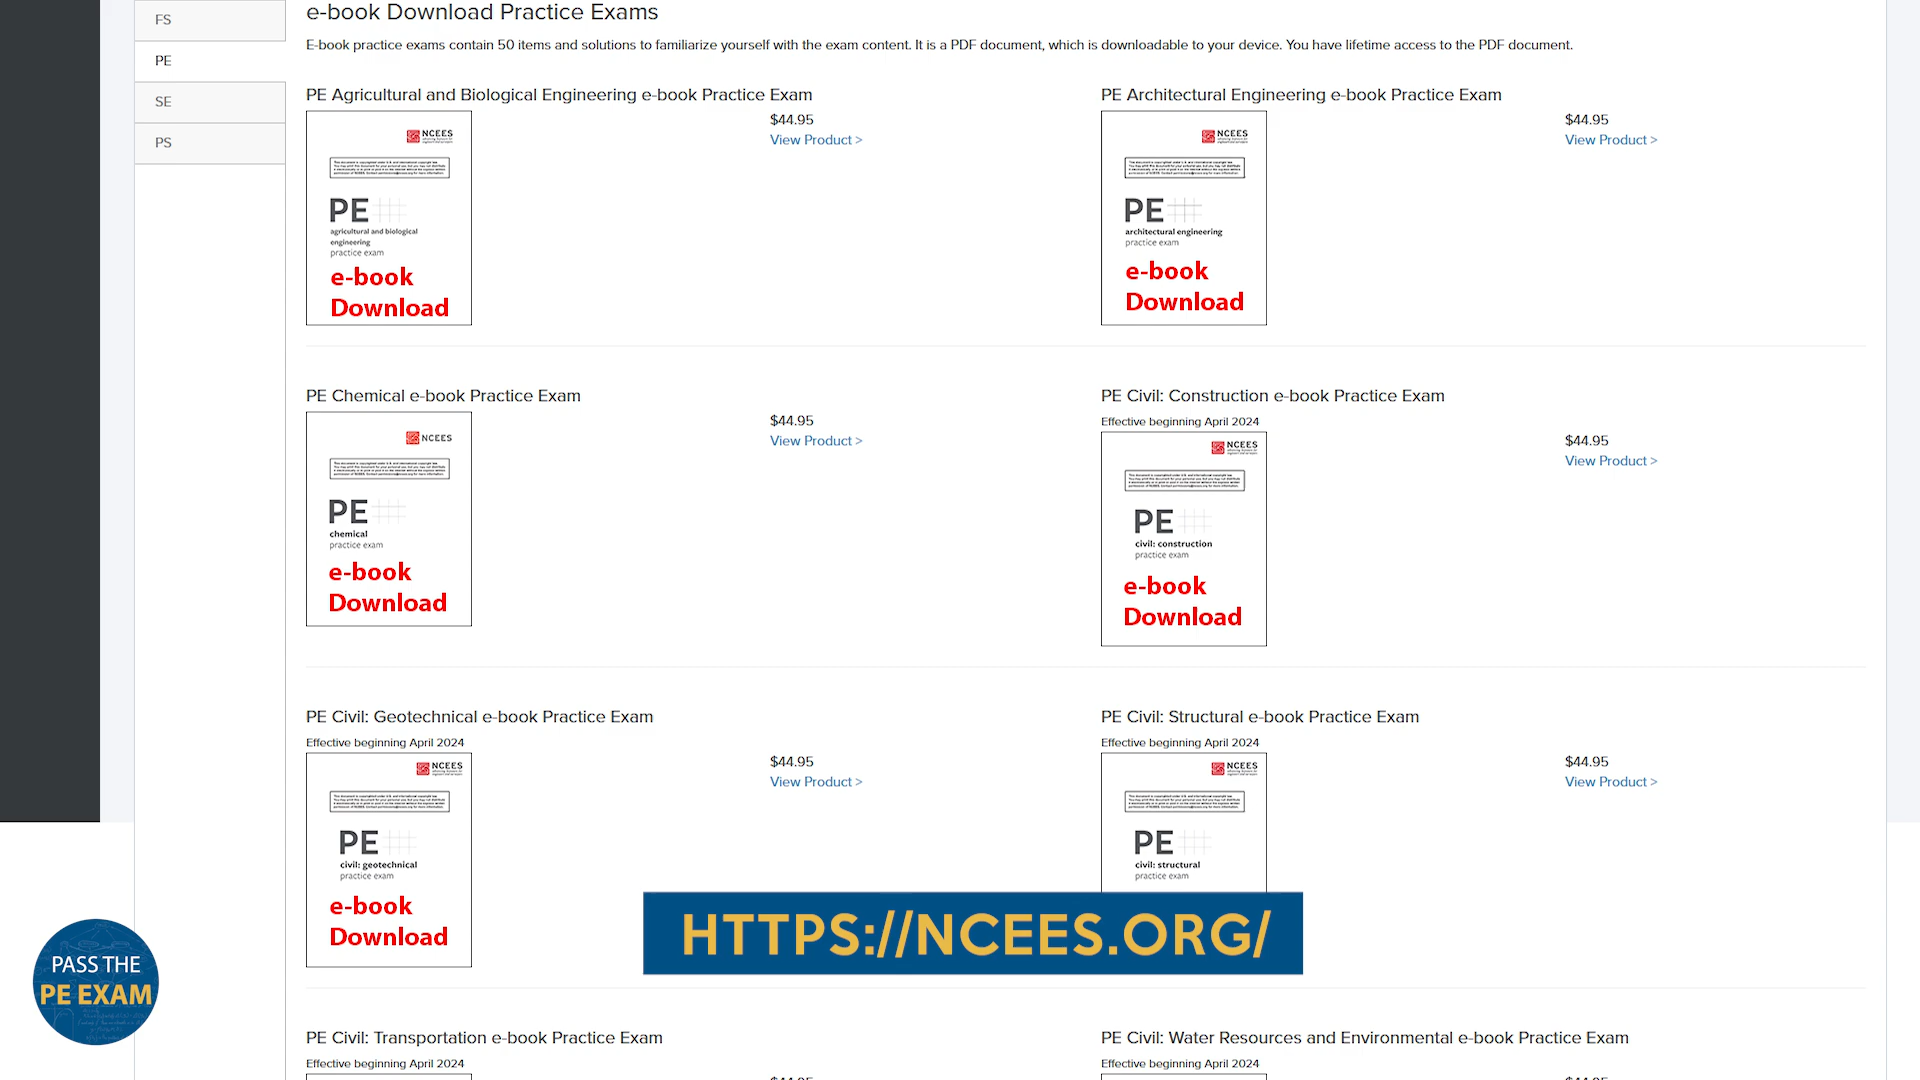 e-book Download Practice Exams
E-book practice exams contain 50 items and solutions to familiarize yourself with the exam content. It is a PDF document, which is downloadable to your device. You have lifetime access to the PDF document.
FS
PE
SE
PS
PE Agricultural and Biological Engineering e-book Practice Exam
$44.95
View Product >
NCEES
PE
agricultural and biological
engineering
practice exam
e-book
Download
PE Architectural Engineering e-book Practice Exam
$44.95
View Product >
NCEES
PE
architectural engineering
practice exam
e-book
Download
PE Chemical e-book Practice Exam
$44.95
View Product >
NCEES
PE
chemical
practice exam
e-book
Download
PE Civil: Construction e-book Practice Exam
Effective beginning April 2024
$44.95
View Product >
NCEES
PE
civil: construction
practice exam
e-book
Download
PE Civil: Geotechnical e-book Practice Exam
Effective beginning April 2024
$44.95
View Product >
NCEES
PE
civil: geotechnical
practice exam
e-book
Download
PE Civil: Structural e-book Practice Exam
Effective beginning April 2024
$44.95
View Product >
NCEES
PE
civil: structural
practice exam
HTTPS://NCEES.ORG/
PASS THE
PE EXAM
PE Civil: Transportation e-book Practice Exam
Effective beginning April 2024
PE Civil: Water Resources and Environmental e-book Practice Exam
Effective beginning April 2024